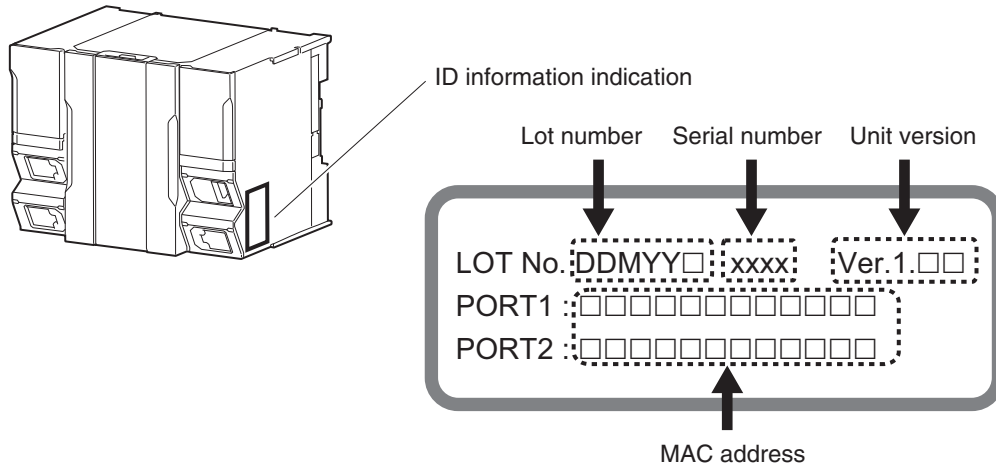 ID information indication
Lot number Serial number Unit version
LOT No. DDMYY□ xxxx Ver.1.□□
PORT1 : □□□□□□□□□□□□
PORT2 : □□□□□□□□□□□□
MAC address